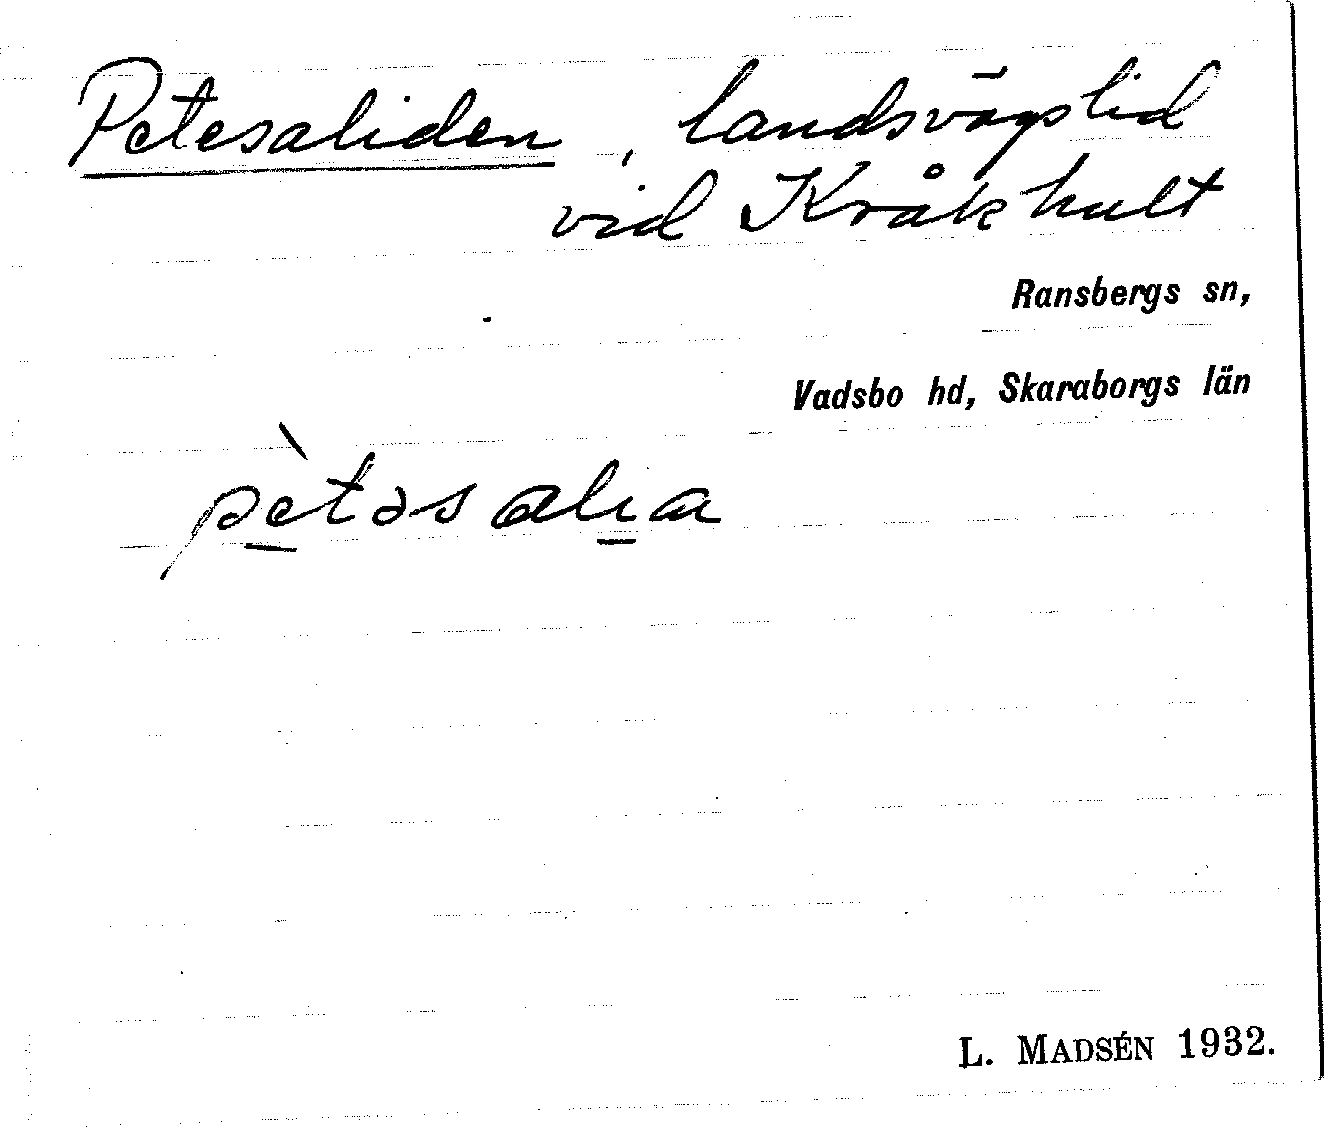 Petesaliden, landsvägslid
vid Kråkhult
Ransbergs sn,
Vadsbo hd, Skaraborgs län
pètəsalia
L. MADSÉN 1932.